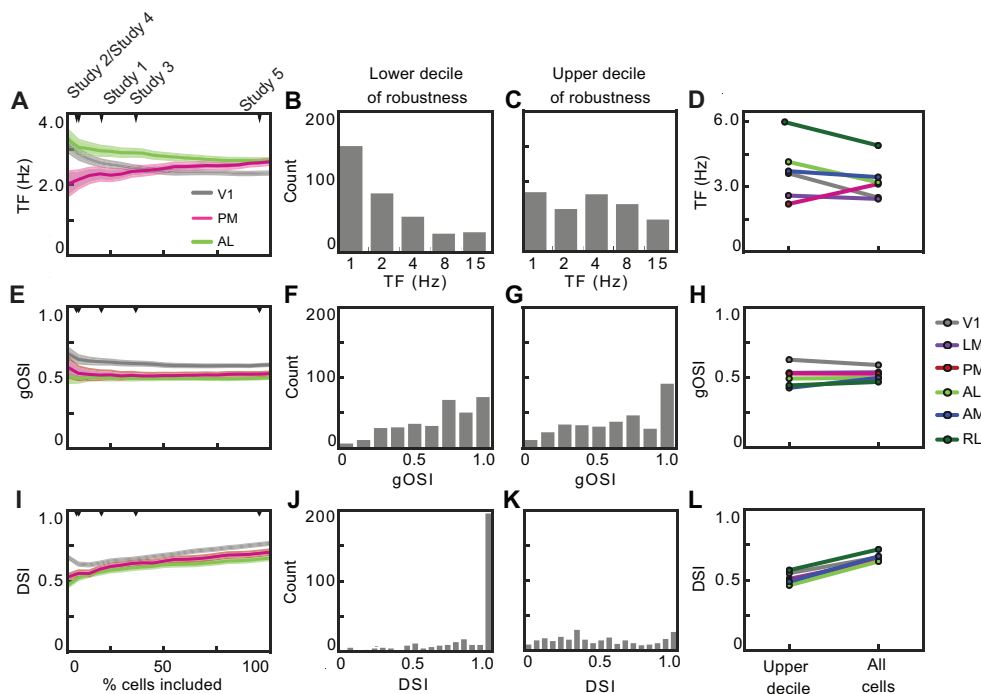 Study 2/Study 4
Study 1
Study 3
Study 5
Lower decile
of robustness
Upper decile
of robustness
A
4.0
2.0
0
TF (Hz)
V1
PM
AL
B
200
100
0
Count
1 2 4 8 15
TF (Hz)
C
1 2 4 8 15
TF (Hz)
D
6.0
3.0
0
TF (Hz)
E
1.0
0.5
0
gOSI
F
200
100
0
Count
0 0.5 1.0
gOSI
G
0 0.5 1.0
gOSI
H
1.0
0.5
0
gOSI
V1
LM
PM
AL
AM
RL
I
1.0
0.5
0
DSI
0 50 100
% cells included
J
200
100
0
Count
0 0.5 1.0
DSI
K
0 0.5 1.0
DSI
L
1.0
0.5
0
DSI
Upper
decile
All
cells